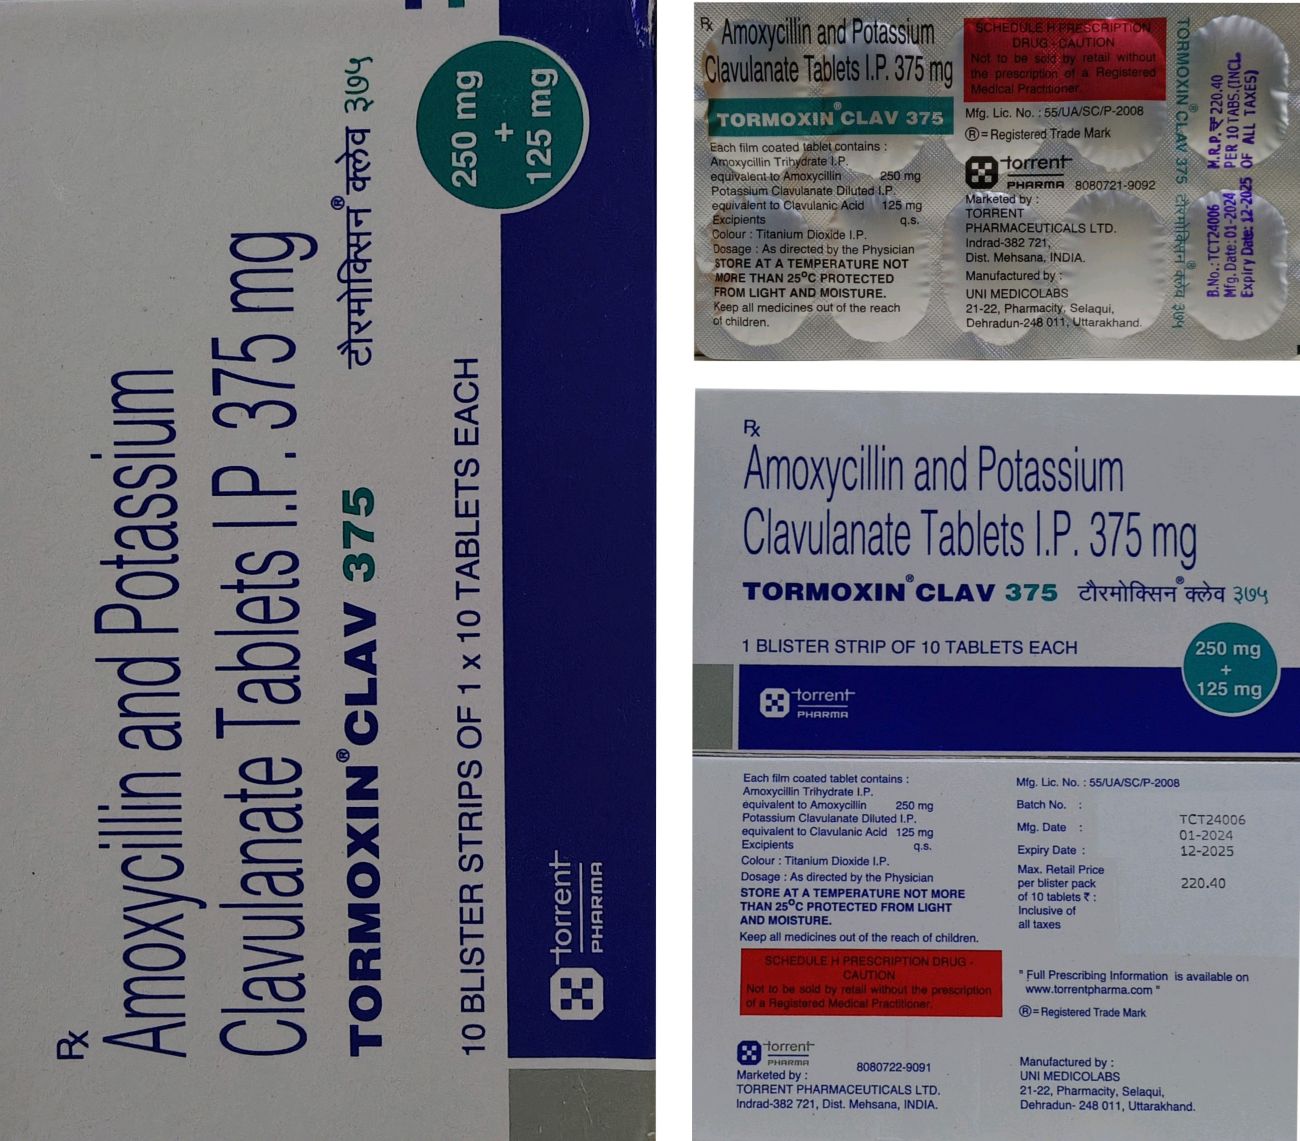 Rx
Amoxycillin and Potassium
Clavulanate Tablets I.P. 375 mg
TORMOXIN® CLAV 375 टौरमोक्सिन® क्लेव ३७५
10 BLISTER STRIPS OF 1 x 10 TABLETS EACH
250 mg
+
125 mg
torrent
PHARMA
Rx Amoxycillin and Potassium
Clavulanate Tablets I.P. 375 mg
TORMOXIN® CLAV 375
Each film coated tablet contains :
Amoxycillin Trihydrate I.P.
equivalent to Amoxycillin 250 mg
Potassium Clavulanate Diluted I.P.
equivalent to Clavulanic Acid 125 mg
Excipients q.s.
Colour : Titanium Dioxide I.P.
Dosage : As directed by the Physician
STORE AT A TEMPERATURE NOT
MORE THAN 25°C PROTECTED
FROM LIGHT AND MOISTURE.
Keep all medicines out of the reach
of children.
SCHEDULE H PRESCRIPTION
DRUG - CAUTION
Not to be sold by retail without
the prescription of a Registered
Medical Practitioner.
Mfg. Lic. No. : 55/UA/SC/P-2008
® = Registered Trade Mark
torrent
PHARMA 8080721-9092
Marketed by :
TORRENT
PHARMACEUTICALS LTD.
Indrad-382 721,
Dist. Mehsana, INDIA.
Manufactured by :
UNI MEDICOLABS
21-22, Pharmacity, Selaqui,
Dehradun-248 011, Uttarakhand.
TORMOXIN® CLAV 375 टौरमोक्सिन® क्लेव ३७५
B.No.: TCT24006 M.R.P. ₹ 220.40
Mfg. Date: 01-2024 PER 10 TABS.(INCL.
Expiry Date: 12-2025 OF ALL TAXES)
Rx
Amoxycillin and Potassium
Clavulanate Tablets I.P. 375 mg
TORMOXIN® CLAV 375 टौरमोक्सिन® क्लेव ३७५
1 BLISTER STRIP OF 10 TABLETS EACH
250 mg
+
125 mg
torrent
PHARMA
Each film coated tablet contains :
Amoxycillin Trihydrate I.P.
equivalent to Amoxycillin 250 mg
Potassium Clavulanate Diluted I.P.
equivalent to Clavulanic Acid 125 mg
Excipients q.s.
Colour : Titanium Dioxide I.P.
Dosage : As directed by the Physician
STORE AT A TEMPERATURE NOT MORE
THAN 25°C PROTECTED FROM LIGHT
AND MOISTURE.
Keep all medicines out of the reach of children.
SCHEDULE H PRESCRIPTION DRUG -
CAUTION
Not to be sold by retail without the prescription
of a Registered Medical Practitioner.
torrent
PHARMA 8080722-9091
Marketed by :
TORRENT PHARMACEUTICALS LTD.
Indrad-382 721, Dist. Mehsana, INDIA.
Mfg. Lic. No. : 55/UA/SC/P-2008
Batch No. : TCT24006
Mfg. Date : 01-2024
Expiry Date : 12-2025
Max. Retail Price
per blister pack 220.40
of 10 tablets ₹ :
Inclusive of
all taxes
" Full Prescribing Information is available on
www.torrentpharma.com "
® = Registered Trade Mark
Manufactured by :
UNI MEDICOLABS
21-22, Pharmacity, Selaqui,
Dehradun- 248 011, Uttarakhand.